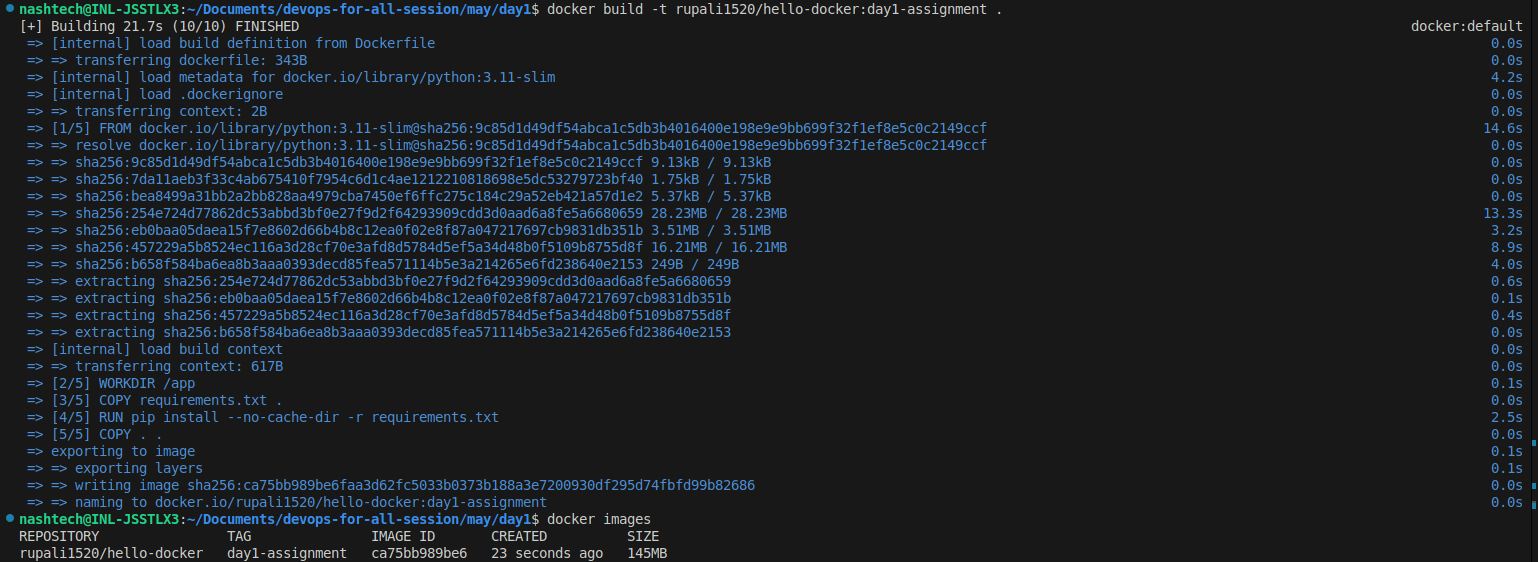 nashtech@INL-JSSTLX3:~/Documents/devops-for-all-session/may/day1$ docker build -t rupali1520/hello-docker:day1-assignment .
[+] Building 21.7s (10/10) FINISHED docker:default
=> [internal] load build definition from Dockerfile 0.0s
=> => transferring dockerfile: 343B 0.0s
=> [internal] load metadata for docker.io/library/python:3.11-slim 4.2s
=> [internal] load .dockerignore 0.0s
=> => transferring context: 2B 0.0s
=> [1/5] FROM docker.io/library/python:3.11-slim@sha256:9c85d1d49df54abca1c5db3b4016400e198e9e9bb699f32f1ef8e5c0c2149ccf 14.6s
=> => resolve docker.io/library/python:3.11-slim@sha256:9c85d1d49df54abca1c5db3b4016400e198e9e9bb699f32f1ef8e5c0c2149ccf 0.0s
=> => sha256:9c85d1d49df54abca1c5db3b4016400e198e9e9bb699f32f1ef8e5c0c2149ccf 9.13kB / 9.13kB 0.0s
=> => sha256:7da11aeb3f33c4ab675410f7954c6d1c4ae1212210818698e5dc53279723bf40 1.75kB / 1.75kB 0.0s
=> => sha256:bea8499a31bb2a2bb828aa4979cba7450ef6ffc275c184c29a52eb421a57d1e2 5.37kB / 5.37kB 0.0s
=> => sha256:254e724d77862dc53abbd3bf0e27f9d2f64293909cdd3d0aad6a8fe5a6680659 28.23MB / 28.23MB 13.3s
=> => sha256:eb0baa05daea15f7e8602d66b4b8c12ea0f02e8f87a047217697cb9831db351b 3.51MB / 3.51MB 3.2s
=> => sha256:457229a5b8524ec116a3d28cf70e3afd8d5784d5ef5a34d48b0f5109b8755d8f 16.21MB / 16.21MB 8.9s
=> => sha256:b658f584ba6ea8b3aaa0393decd85fea571114b5e3a214265e6fd238640e2153 249B / 249B 4.0s
=> => extracting sha256:254e724d77862dc53abbd3bf0e27f9d2f64293909cdd3d0aad6a8fe5a6680659 0.6s
=> => extracting sha256:eb0baa05daea15f7e8602d66b4b8c12ea0f02e8f87a047217697cb9831db351b 0.1s
=> => extracting sha256:457229a5b8524ec116a3d28cf70e3afd8d5784d5ef5a34d48b0f5109b8755d8f 0.4s
=> => extracting sha256:b658f584ba6ea8b3aaa0393decd85fea571114b5e3a214265e6fd238640e2153 0.0s
=> [internal] load build context 0.0s
=> => transferring context: 617B 0.0s
=> [2/5] WORKDIR /app 0.1s
=> [3/5] COPY requirements.txt . 0.0s
=> [4/5] RUN pip install --no-cache-dir -r requirements.txt 2.5s
=> [5/5] COPY . . 0.0s
=> exporting to image 0.1s
=> => exporting layers 0.1s
=> => writing image sha256:ca75bb989be6faa3d62fc5033b0373b188a3e7200930df295d74fbfd99b82686 0.0s
=> => naming to docker.io/rupali1520/hello-docker:day1-assignment 0.0s
nashtech@INL-JSSTLX3:~/Documents/devops-for-all-session/may/day1$ docker images
REPOSITORY TAG IMAGE ID CREATED SIZE
rupali1520/hello-docker day1-assignment ca75bb989be6 23 seconds ago 145MB